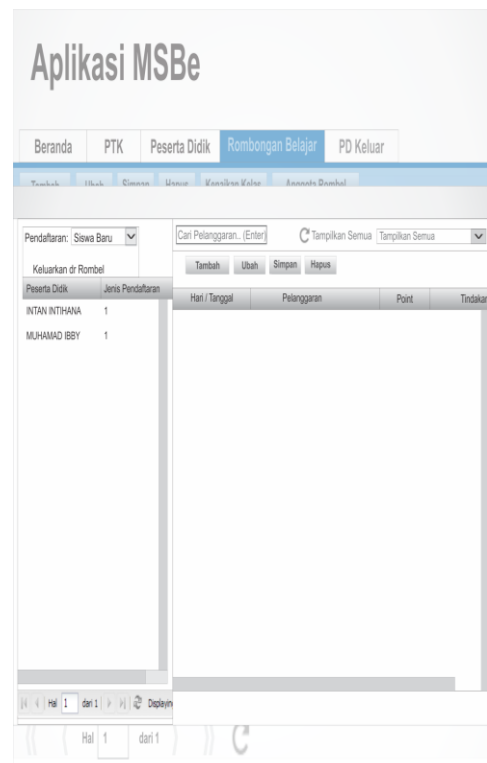 Aplikasi MSBe
Beranda PTK Peserta Didik Rombongan Belajar PD Keluar
Tambah Ubah Simpan Hapus Kenaikan Kelas Anggota Rombel
Pendaftaran: Siswa Baru
Keluarkan dr Rombel
Peserta Didik Jenis Pendaftaran
INTAN INTIHANA 1
MUHAMAD IBBY 1
Hal 1 dari 1 Displayin
Cari Pelanggaran.. (Enter) Tampilkan Semua Tampilkan Semua
Tambah Ubah Simpan Hapus
Hari / Tanggal Pelanggaran Point Tindakan
Hal 1 dari 1